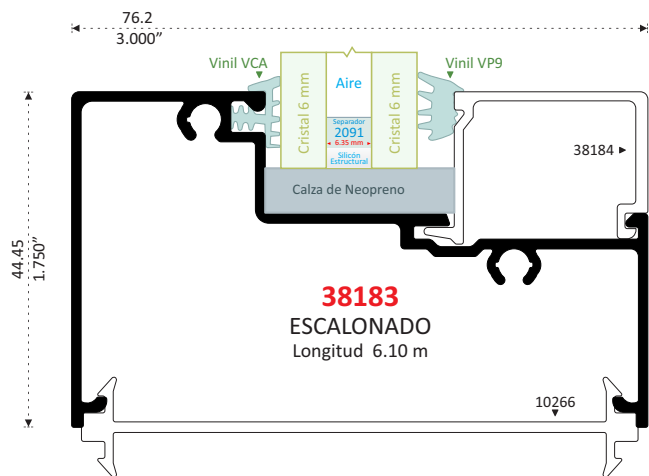 76.2
3.000”
Vinil VCA
Vinil VP9
Aire
Cristal 6 mm
Cristal 6 mm
Separador
2091
6.35 mm
Silicón
Estructural
38184
Calza de Neopreno
44.45
1.750”
38183
ESCALONADO
Longitud 6.10 m
10266